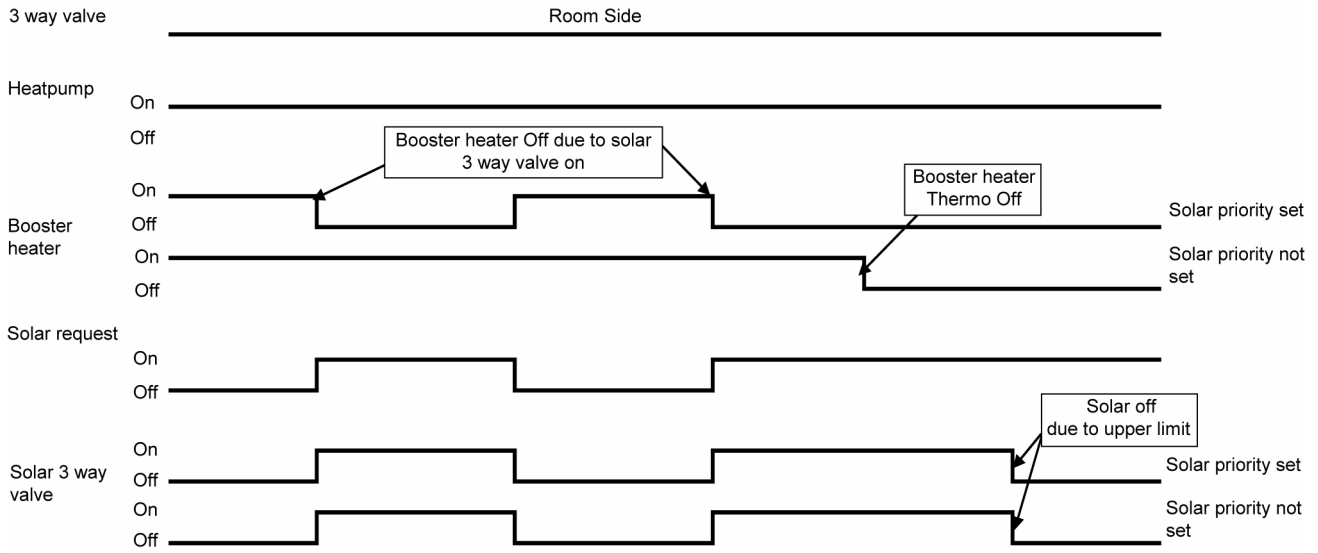 3 way valve
Room Side
Heatpump
On
Off
Booster heater Off due to solar
3 way valve on
Booster heater
Thermo Off
Booster
heater
On
Off
Solar priority set
On
Off
Solar priority not
set
Solar request
On
Off
Solar off
due to upper limit
Solar 3 way
valve
On
Off
Solar priority set
On
Off
Solar priority not
set